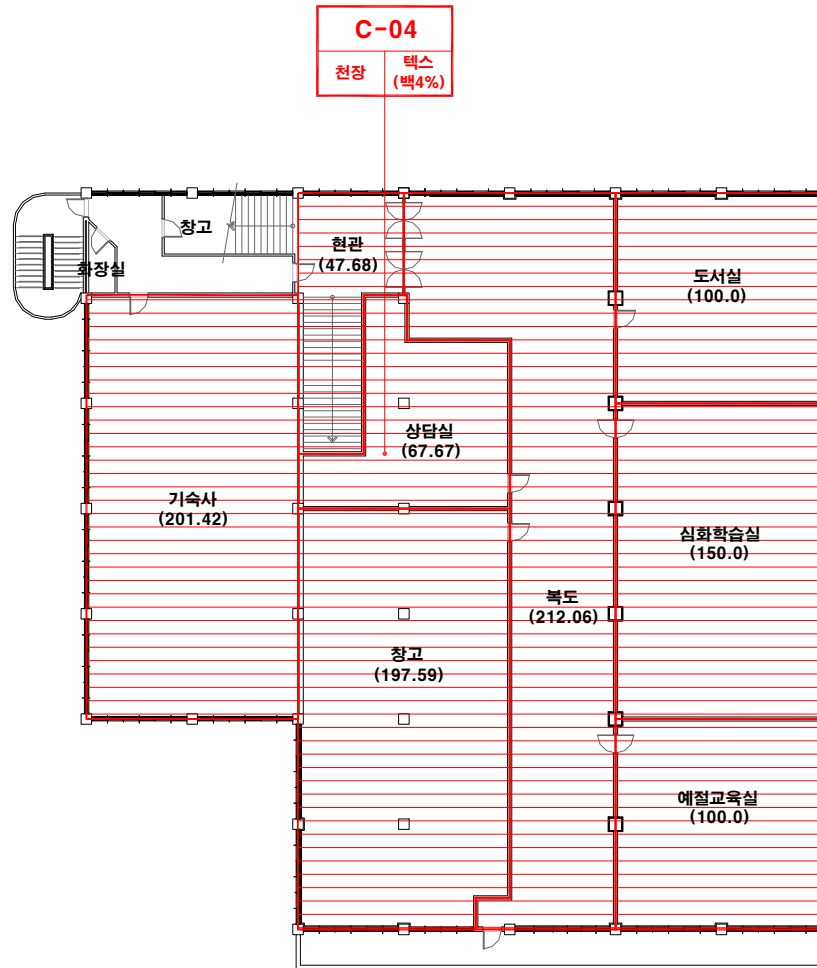 C-04
천장
텍스
(백4%)
창고
현관
(47.68)
화장실
도서실
(100.0)
상담실
(67.67)
기숙사
(201.42)
심화학습실
(150.0)
복도
(212.06)
창고
(197.59)
예절교육실
(100.0)